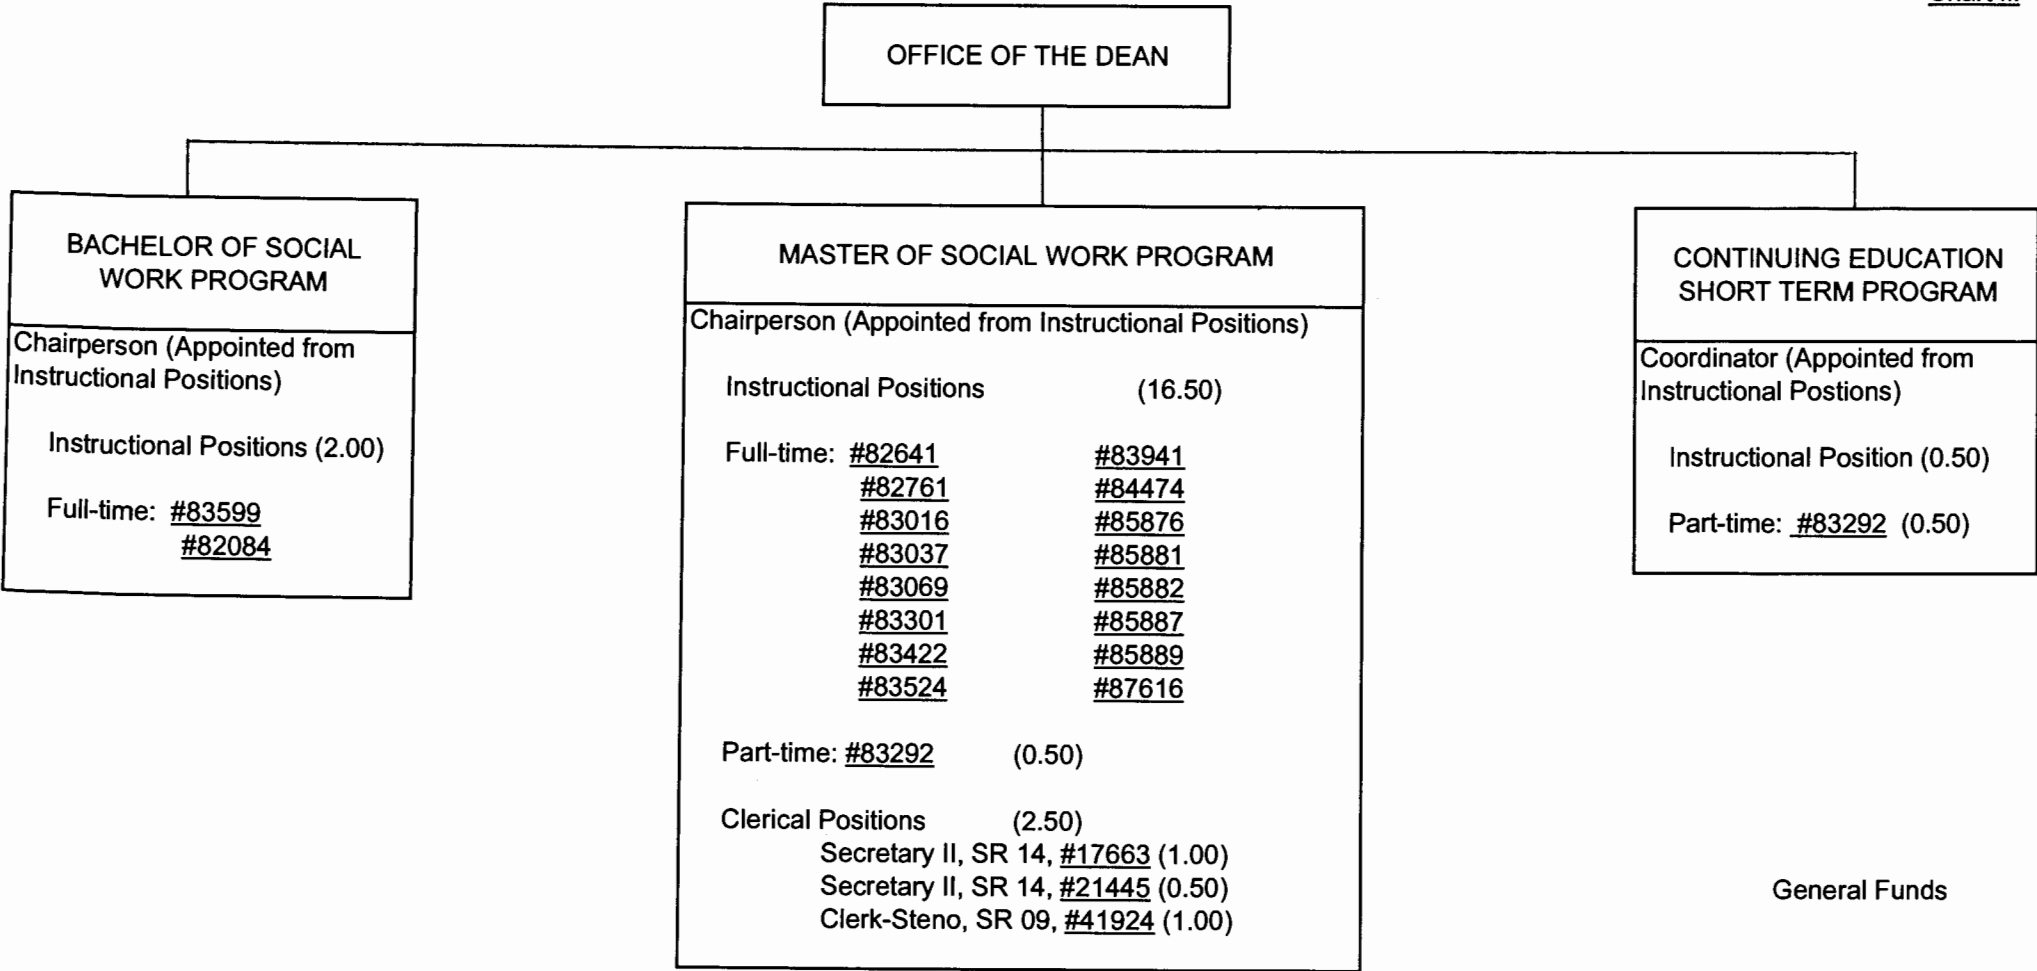 OFFICE OF THE DEAN
BACHELOR OF SOCIAL
WORK PROGRAM
Chairperson (Appointed from
Instructional Positions)
Instructional Positions (2.00)
Full-time: #83599
#82084
MASTER OF SOCIAL WORK PROGRAM
Chairperson (Appointed from Instructional Positions)
Instructional Positions (16.50)
Full-time: #82641 #83941
#82761 #84474
#83016 #85876
#83037 #85881
#83069 #85882
#83301 #85887
#83422 #85889
#83524 #87616
Part-time: #83292 (0.50)
Clerical Positions (2.50)
Secretary II, SR 14, #17663 (1.00)
Secretary II, SR 14, #21445 (0.50)
Clerk-Steno, SR 09, #41924 (1.00)
CONTINUING EDUCATION
SHORT TERM PROGRAM
Coordinator (Appointed from
Instructional Postions)
Instructional Position (0.50)
Part-time: #83292 (0.50)
General Funds